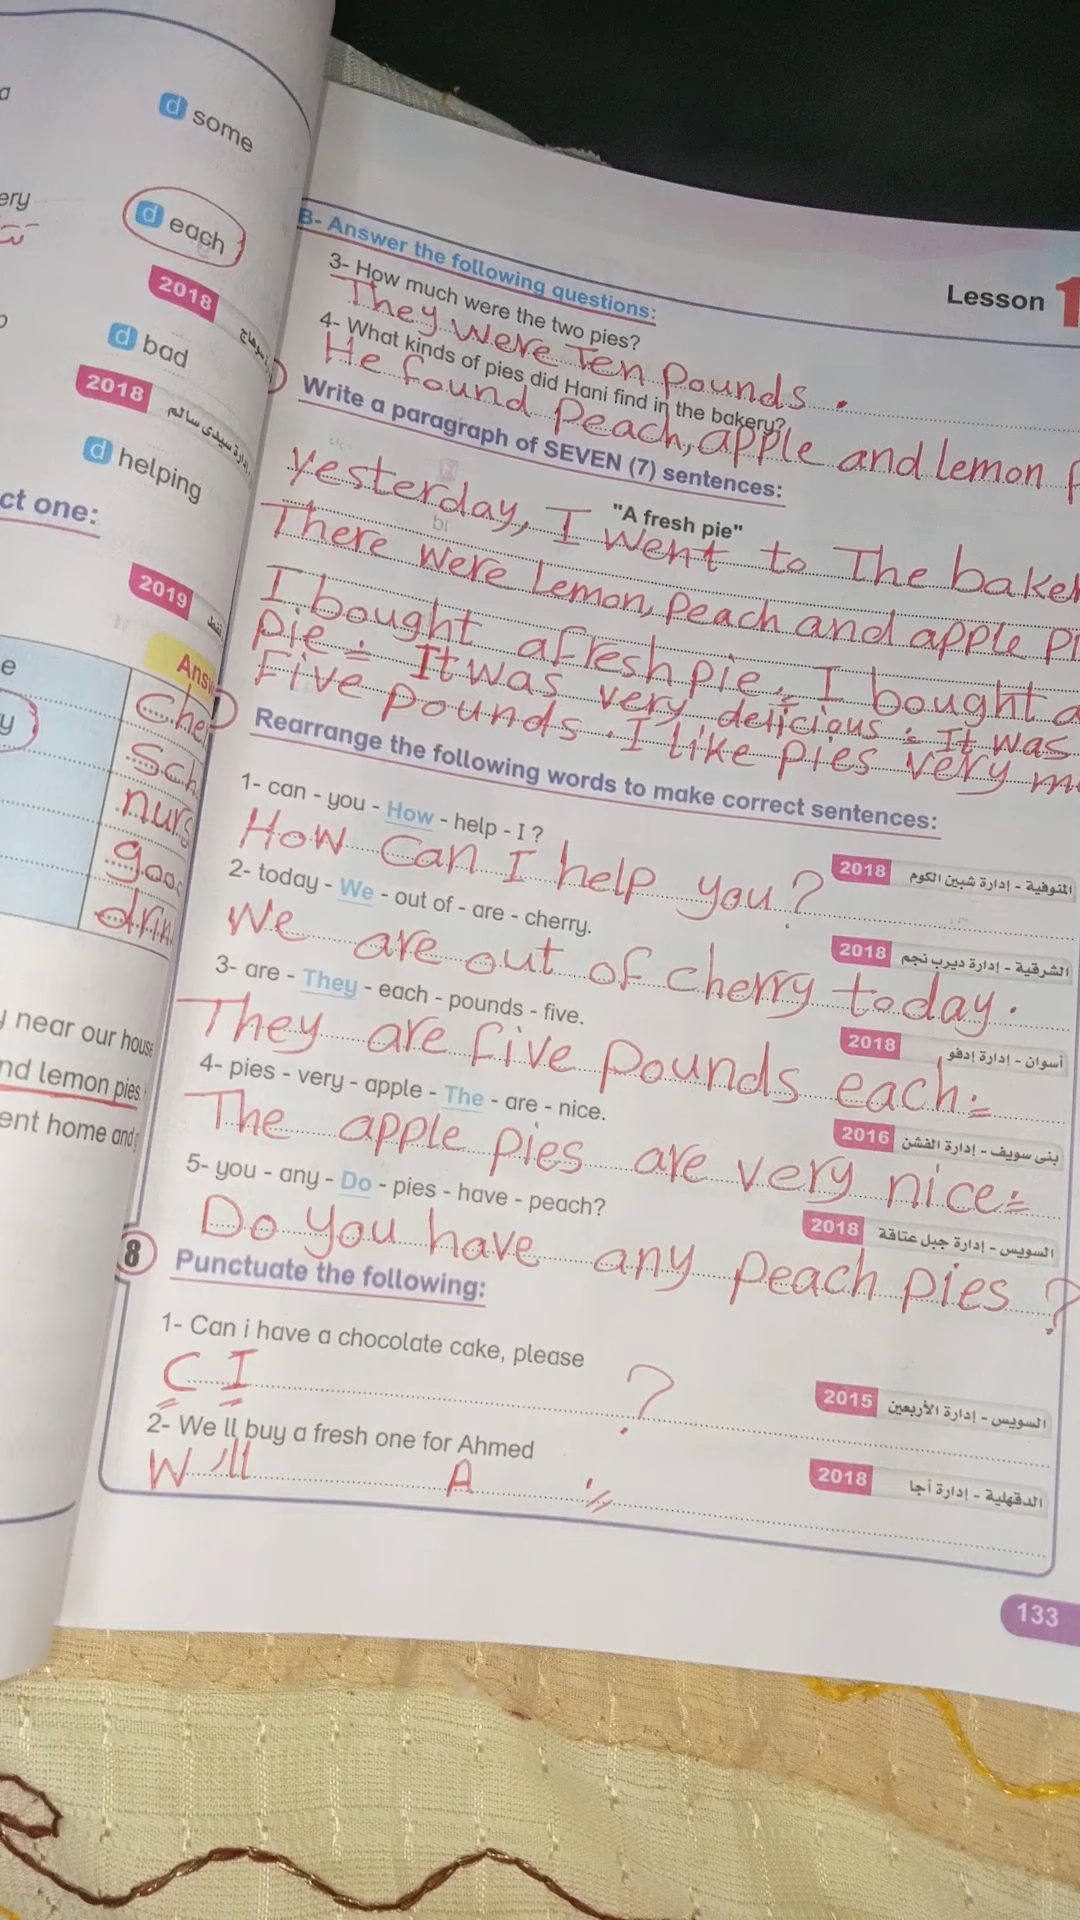 d some
d each
2018
d bad
2018
إدارة سيدى سالم
d helping
ct one:
2019
e
y
near our house
nd lemon pies.
ent home and
Lesson 1
B- Answer the following questions:
3- How much were the two pies?
They were Ten pounds.
4- What kinds of pies did Hani find in the bakery?
He found peach, apple and lemon
Write a paragraph of SEVEN (7) sentences:
"A fresh pie"
yesterday, I went to The
There were Lemon, peach and apple
I bought a fresh pie. I bought a
pie. It was very delicious. It was
Five pounds. I like pies very
Rearrange the following words to make correct sentences:
1- can - you - How - help - I ?
2018 المنوفية - إدارة شبين الكوم
How can I help you?
2- today - We - out of - are - cherry.
2018 الشرقية - إدارة ديرب نجم
We are out of cherry today.
3- are - They - each - pounds - five.
2018 أسوان - إدارة إدفو
They are five pounds each.
4- pies - very - apple - The - are - nice.
2016 بنى سويف - إدارة الفشن
The apple pies are very nice.
5- you - any - Do - pies - have - peach?
2018 السويس - إدارة جبل عتاقة
Do you have any peach pies?
8 Punctuate the following:
1- Can i have a chocolate cake, please
2015 السويس - إدارة الأربعين
C I ?
2- We ll buy a fresh one for Ahmed
2018 الدقهلية - إدارة أجا
W 'll A .
133